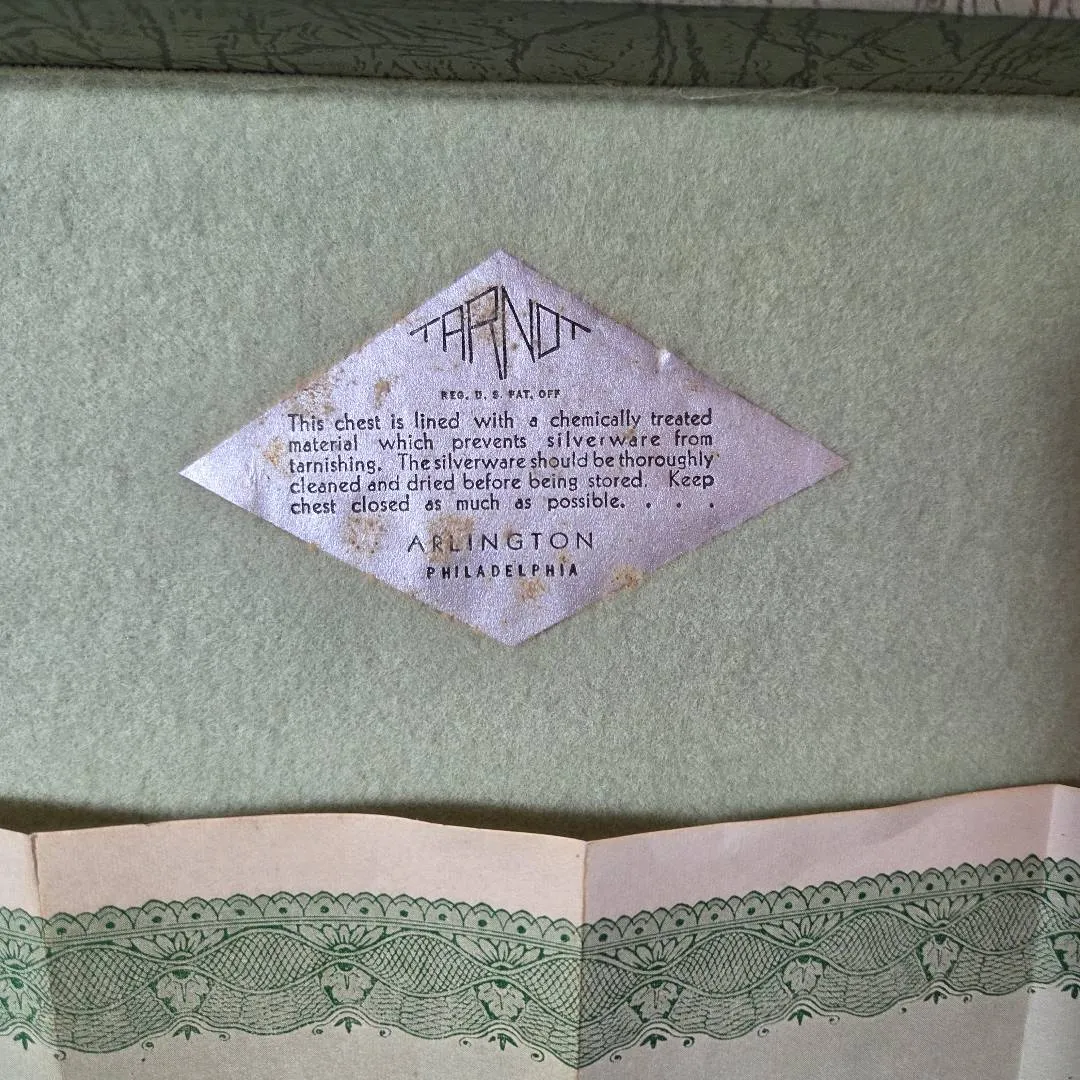 TARNOT
REG. U. S. PAT. OFF
This chest is lined with a chemically treated
material which prevents silverware from
tarnishing. The silverware should be thoroughly
cleaned and dried before being stored. Keep
chest closed as much as possible. . . .
ARLINGTON
PHILADELPHIA